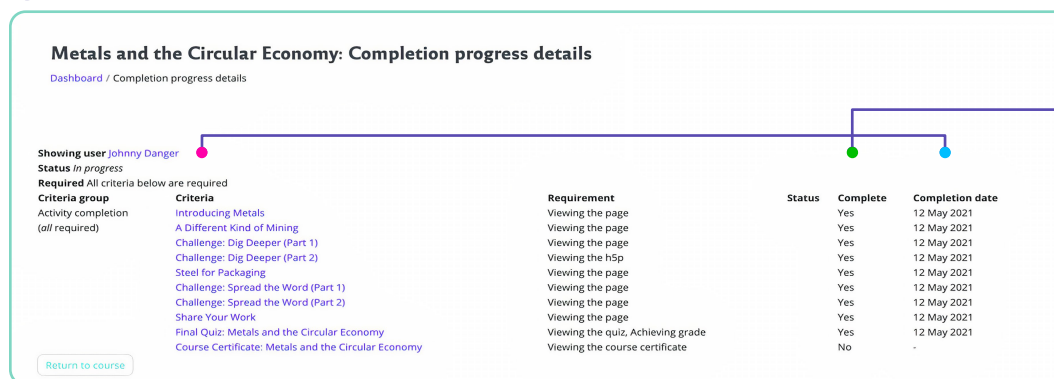 Metals and the Circular Economy: Completion progress details
Dashboard / Completion progress details
Showing user Johnny Danger
Status In progress
Required All criteria below are required
Criteria group Criteria Requirement Status Complete Completion date
Activity completion Introducing Metals Viewing the page Yes 12 May 2021
(all required) A Different Kind of Mining Viewing the page Yes 12 May 2021
Challenge: Dig Deeper (Part 1) Viewing the page Yes 12 May 2021
Challenge: Dig Deeper (Part 2) Viewing the h5p Yes 12 May 2021
Steel for Packaging Viewing the page Yes 12 May 2021
Challenge: Spread the Word (Part 1) Viewing the page Yes 12 May 2021
Challenge: Spread the Word (Part 2) Viewing the page Yes 12 May 2021
Share Your Work Viewing the page Yes 12 May 2021
Final Quiz: Metals and the Circular Economy Viewing the quiz, Achieving grade Yes 12 May 2021
Course Certificate: Metals and the Circular Economy Viewing the course certificate No -
Return to course